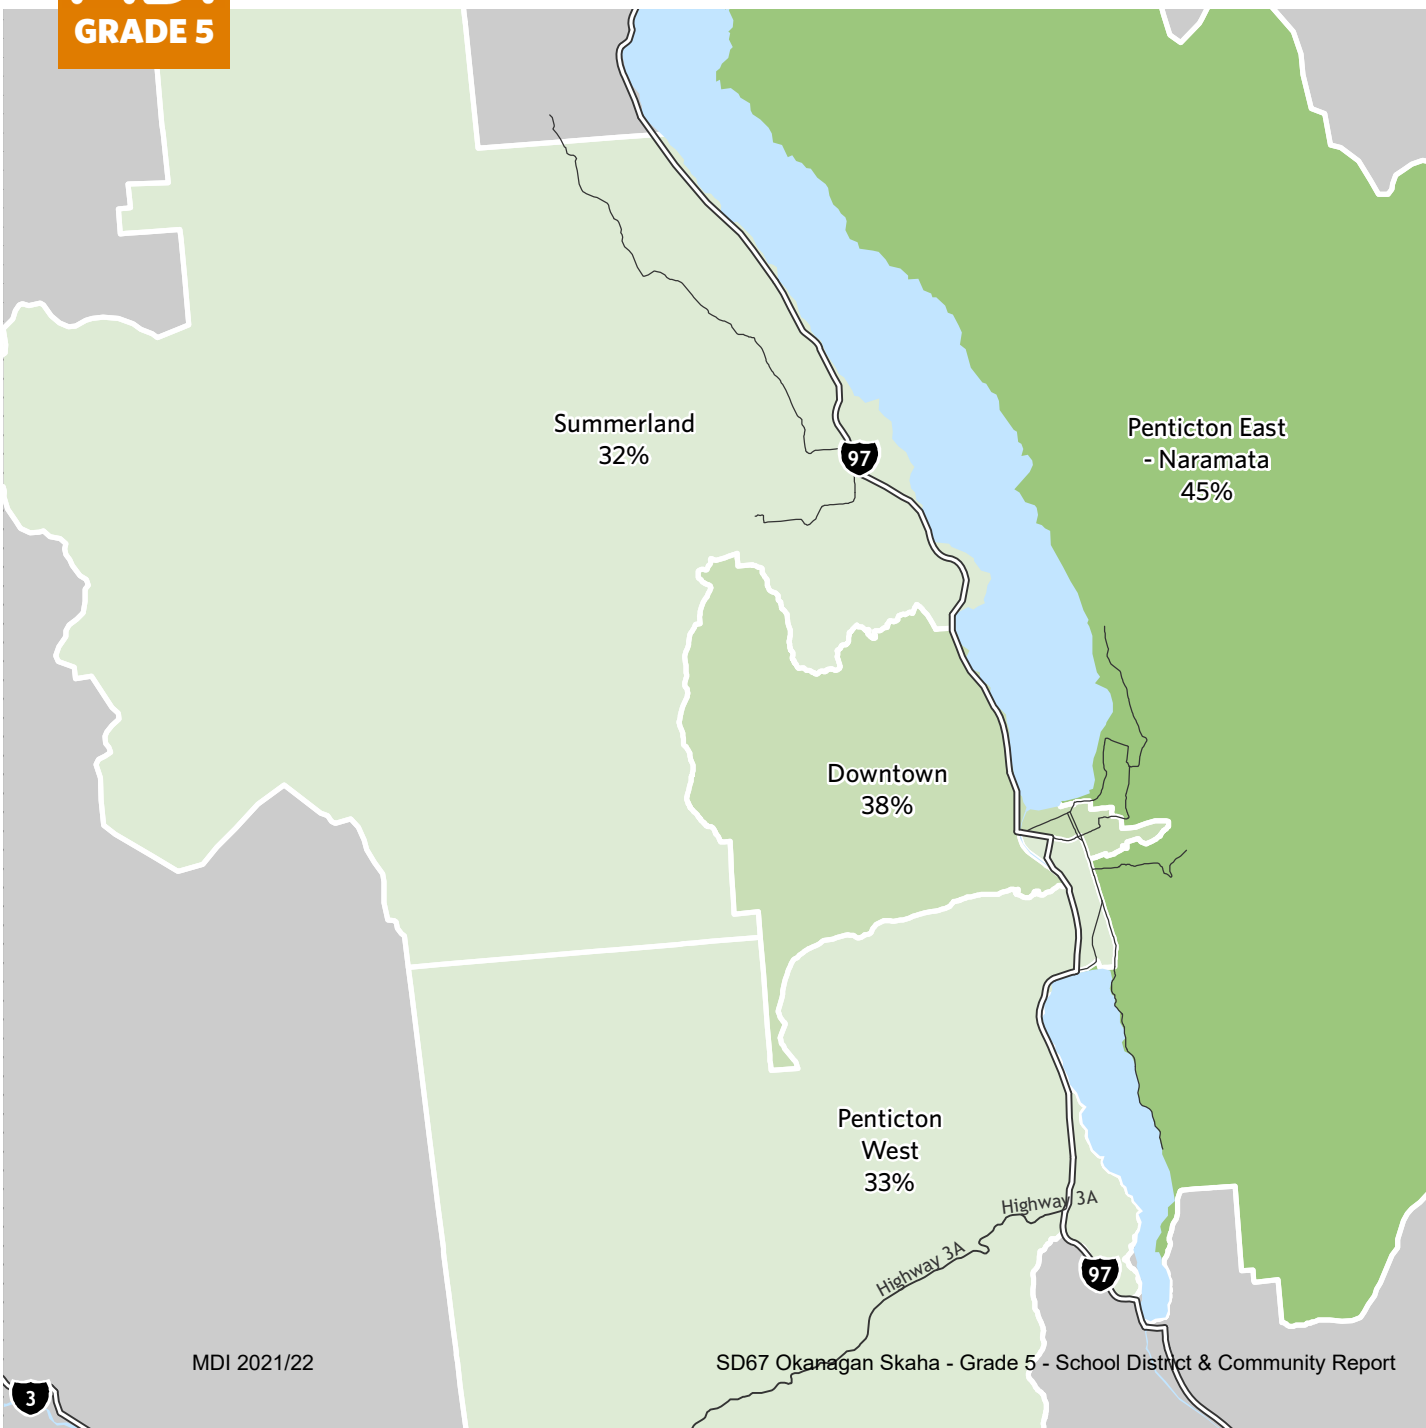 GRADE 5
Summerland
32%
97
Penticton East
- Naramata
45%
Downtown
38%
Penticton
West
33%
Highway 3A
Highway 3A
97
MDI 2021/22
SD67 Okanagan Skaha - Grade 5 - School District & Community Report
3